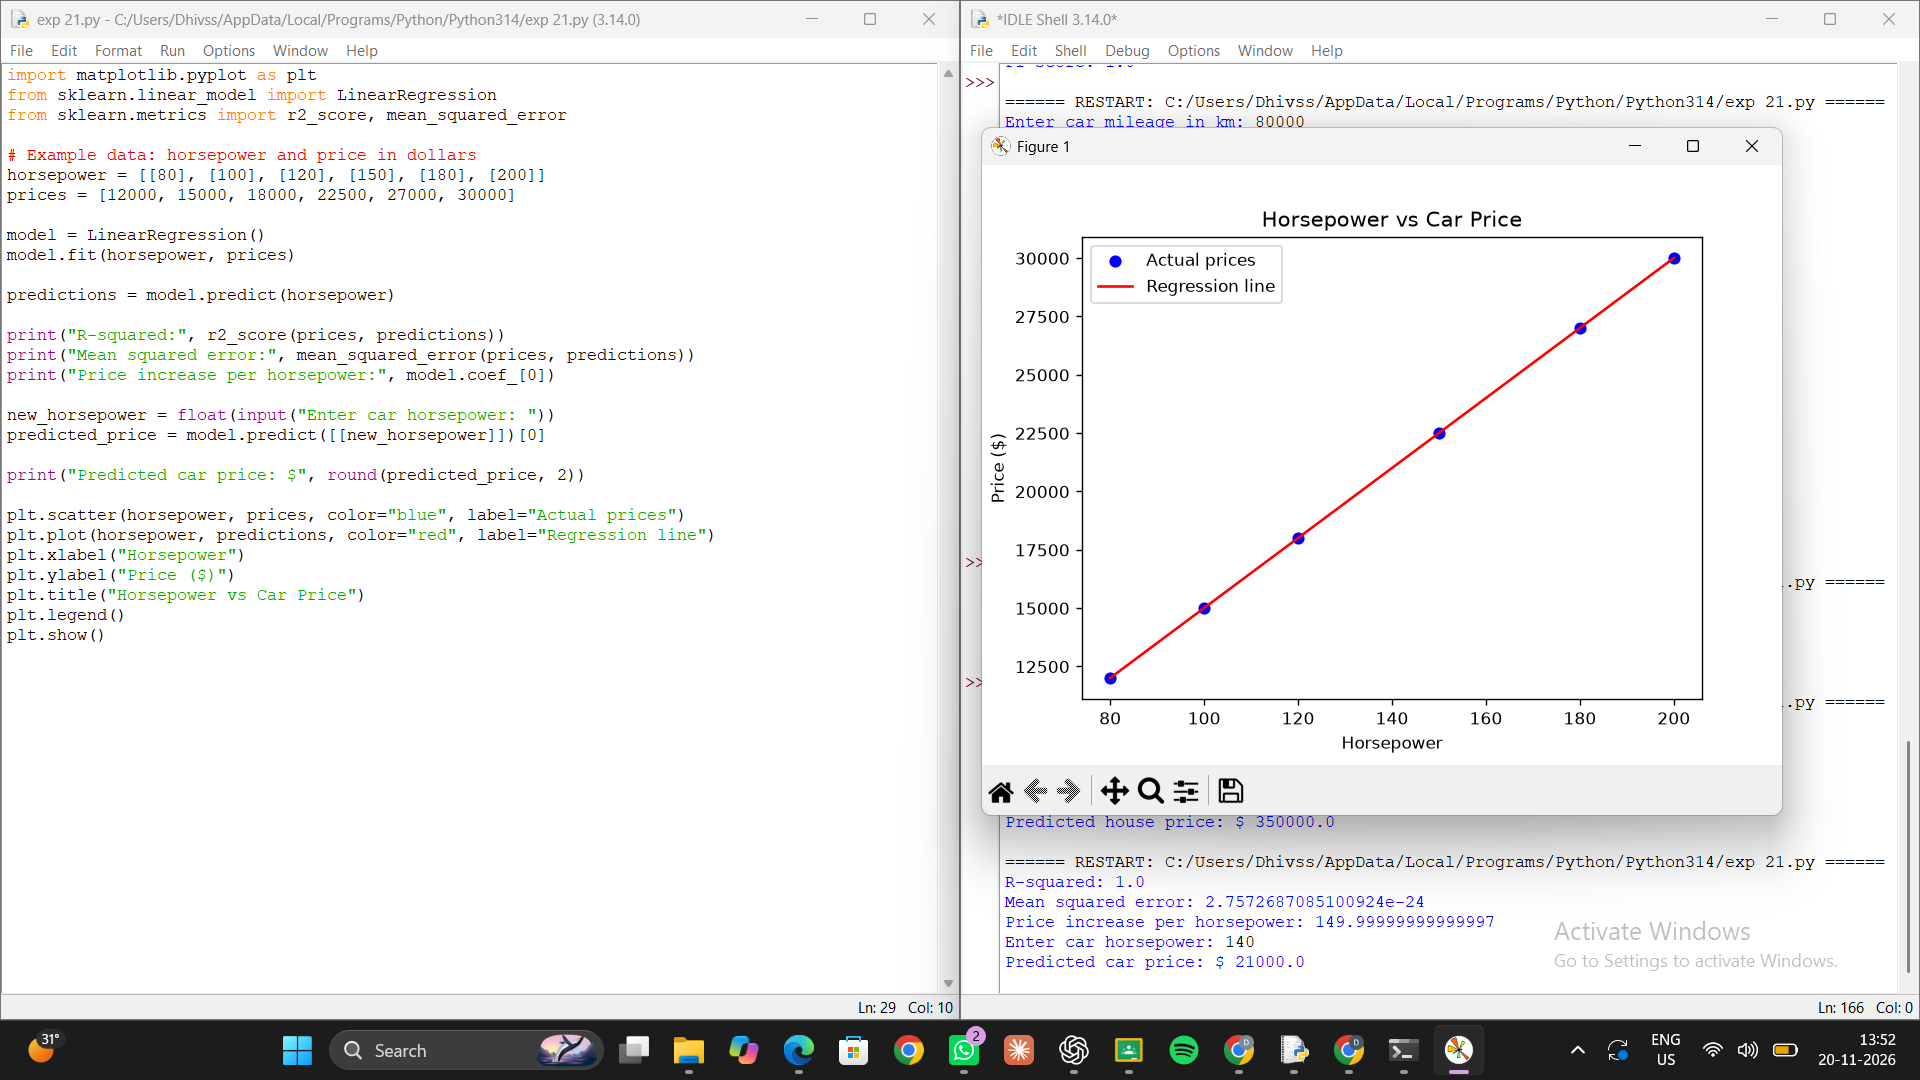 exp 21.py - C:/Users/Dhivss/AppData/Local/Programs/Python/Python314/exp 21.py (3.14.0)
File Edit Format Run Options Window Help
import matplotlib.pyplot as plt
from sklearn.linear_model import LinearRegression
from sklearn.metrics import r2_score, mean_squared_error
# Example data: horsepower and price in dollars
horsepower = [[80], [100], [120], [150], [180], [200]]
prices = [12000, 15000, 18000, 22500, 27000, 30000]
model = LinearRegression()
model.fit(horsepower, prices)
predictions = model.predict(horsepower)
print("R-squared:", r2_score(prices, predictions))
print("Mean squared error:", mean_squared_error(prices, predictions))
print("Price increase per horsepower:", model.coef_[0])
new_horsepower = float(input("Enter car horsepower: "))
predicted_price = model.predict([[new_horsepower]])[0]
print("Predicted car price: $", round(predicted_price, 2))
plt.scatter(horsepower, prices, color="blue", label="Actual prices")
plt.plot(horsepower, predictions, color="red", label="Regression line")
plt.xlabel("Horsepower")
plt.ylabel("Price ($)")
plt.title("Horsepower vs Car Price")
plt.legend()
plt.show()
Ln: 29 Col: 10
*IDLE Shell 3.14.0*
File Edit Shell Debug Options Window Help
>>>
====== RESTART: C:/Users/Dhivss/AppData/Local/Programs/Python/Python314/exp 21.py ======
Enter car mileage in km: 80000
Figure 1
Horsepower vs Car Price
Actual prices
Regression line
30000
27500
25000
22500
20000
17500
15000
12500
Price ($)
80 100 120 140 160 180 200
Horsepower
>>
.py ======
>>
.py ======
Predicted house price: $ 350000.0
====== RESTART: C:/Users/Dhivss/AppData/Local/Programs/Python/Python314/exp 21.py ======
R-squared: 1.0
Mean squared error: 2.7572687085100924e-24
Price increase per horsepower: 149.99999999999997
Enter car horsepower: 140
Predicted car price: $ 21000.0
Activate Windows
Go to Settings to activate Windows.
Ln: 166 Col: 0
31°
Search
2
ENG
US
13:52
20-11-2026